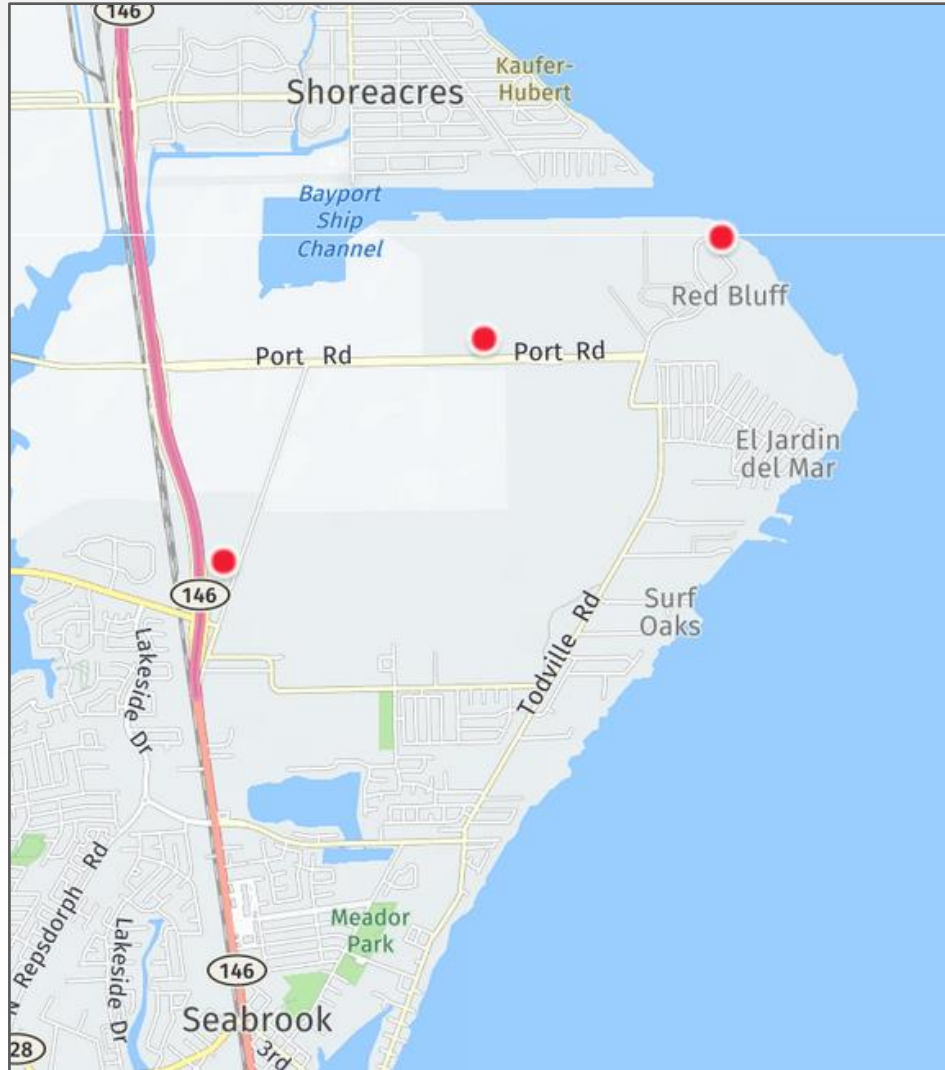 146
Kaufer-
Hubert
Shoreacres
Bayport
Ship
Channel
Red Bluff
Port Rd
Port Rd
El Jardin
del Mar
146
Surf
Oaks
Lakeside Dr
Todville Rd
N Repsdorph Rd
Lakeside Dr
Meador
Park
146
Seabrook
3rd
28